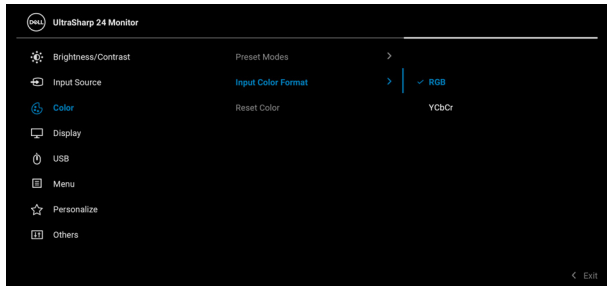 DELL UltraSharp 24 Monitor
Brightness/Contrast Preset Modes >
Input Source Input Color Format > ✓ RGB
Color Reset Color YCbCr
Display
USB
Menu
Personalize
Others
< Exit